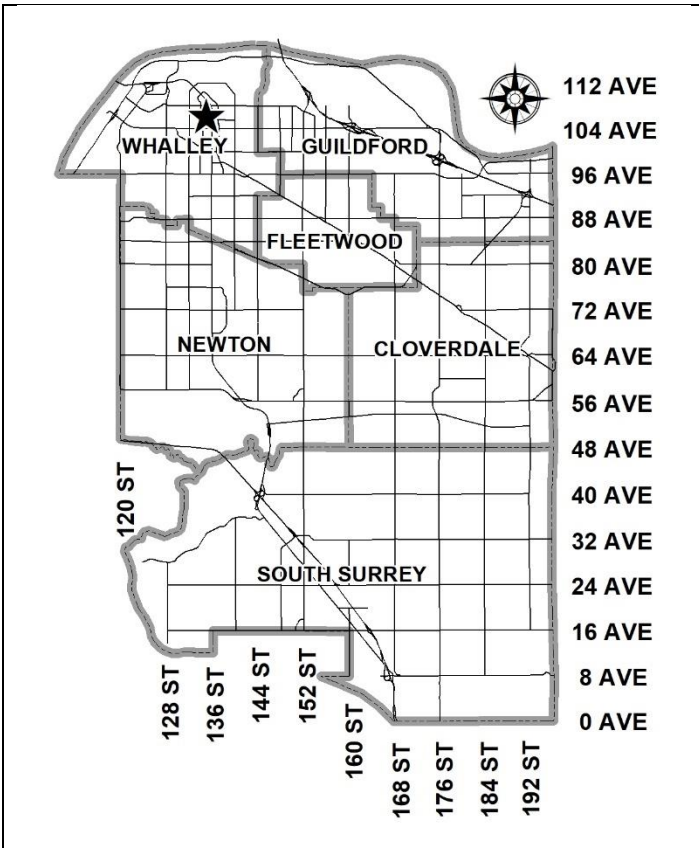 112 AVE
104 AVE
WHALLEY
GUILDFORD
96 AVE
88 AVE
FLEETWOOD
80 AVE
72 AVE
NEWTON
CLOVERDALE
64 AVE
56 AVE
48 AVE
120 ST
40 AVE
32 AVE
SOUTH SURREY
24 AVE
16 AVE
8 AVE
0 AVE
128 ST
136 ST
144 ST
152 ST
160 ST
168 ST
176 ST
184 ST
192 ST